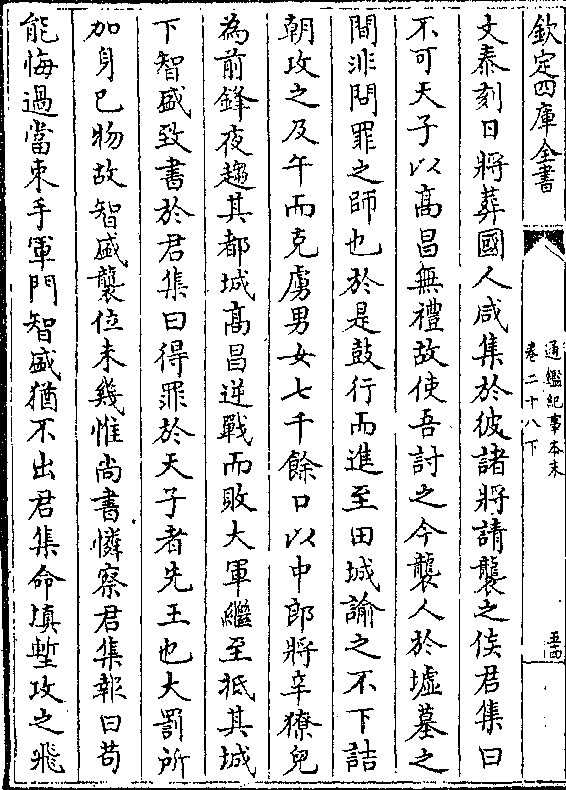 欽定四庫全書
通鑑紀事本末
卷二十八下
丈泰刻日將葬國人咸集於彼諸將請襲之侯君集曰
不可天子以髙昌無禮故使吾討之今襲人於墟墓之
間非問罪之師也於是鼓行而進至田城諭之不下詰
朝攻之及午而克虜男女七千餘口以中郎將辛獠兒
為前鋒夜趨其都城髙昌逆戰而敗大軍繼至抵其城
下智盛致書於君集曰得罪於天子者先王也大罰所
加身已物故智盛襲位未幾惟尚書憐察君集報曰苟
能悔過當束手軍門智盛猶不出君集命填塹攻之飛